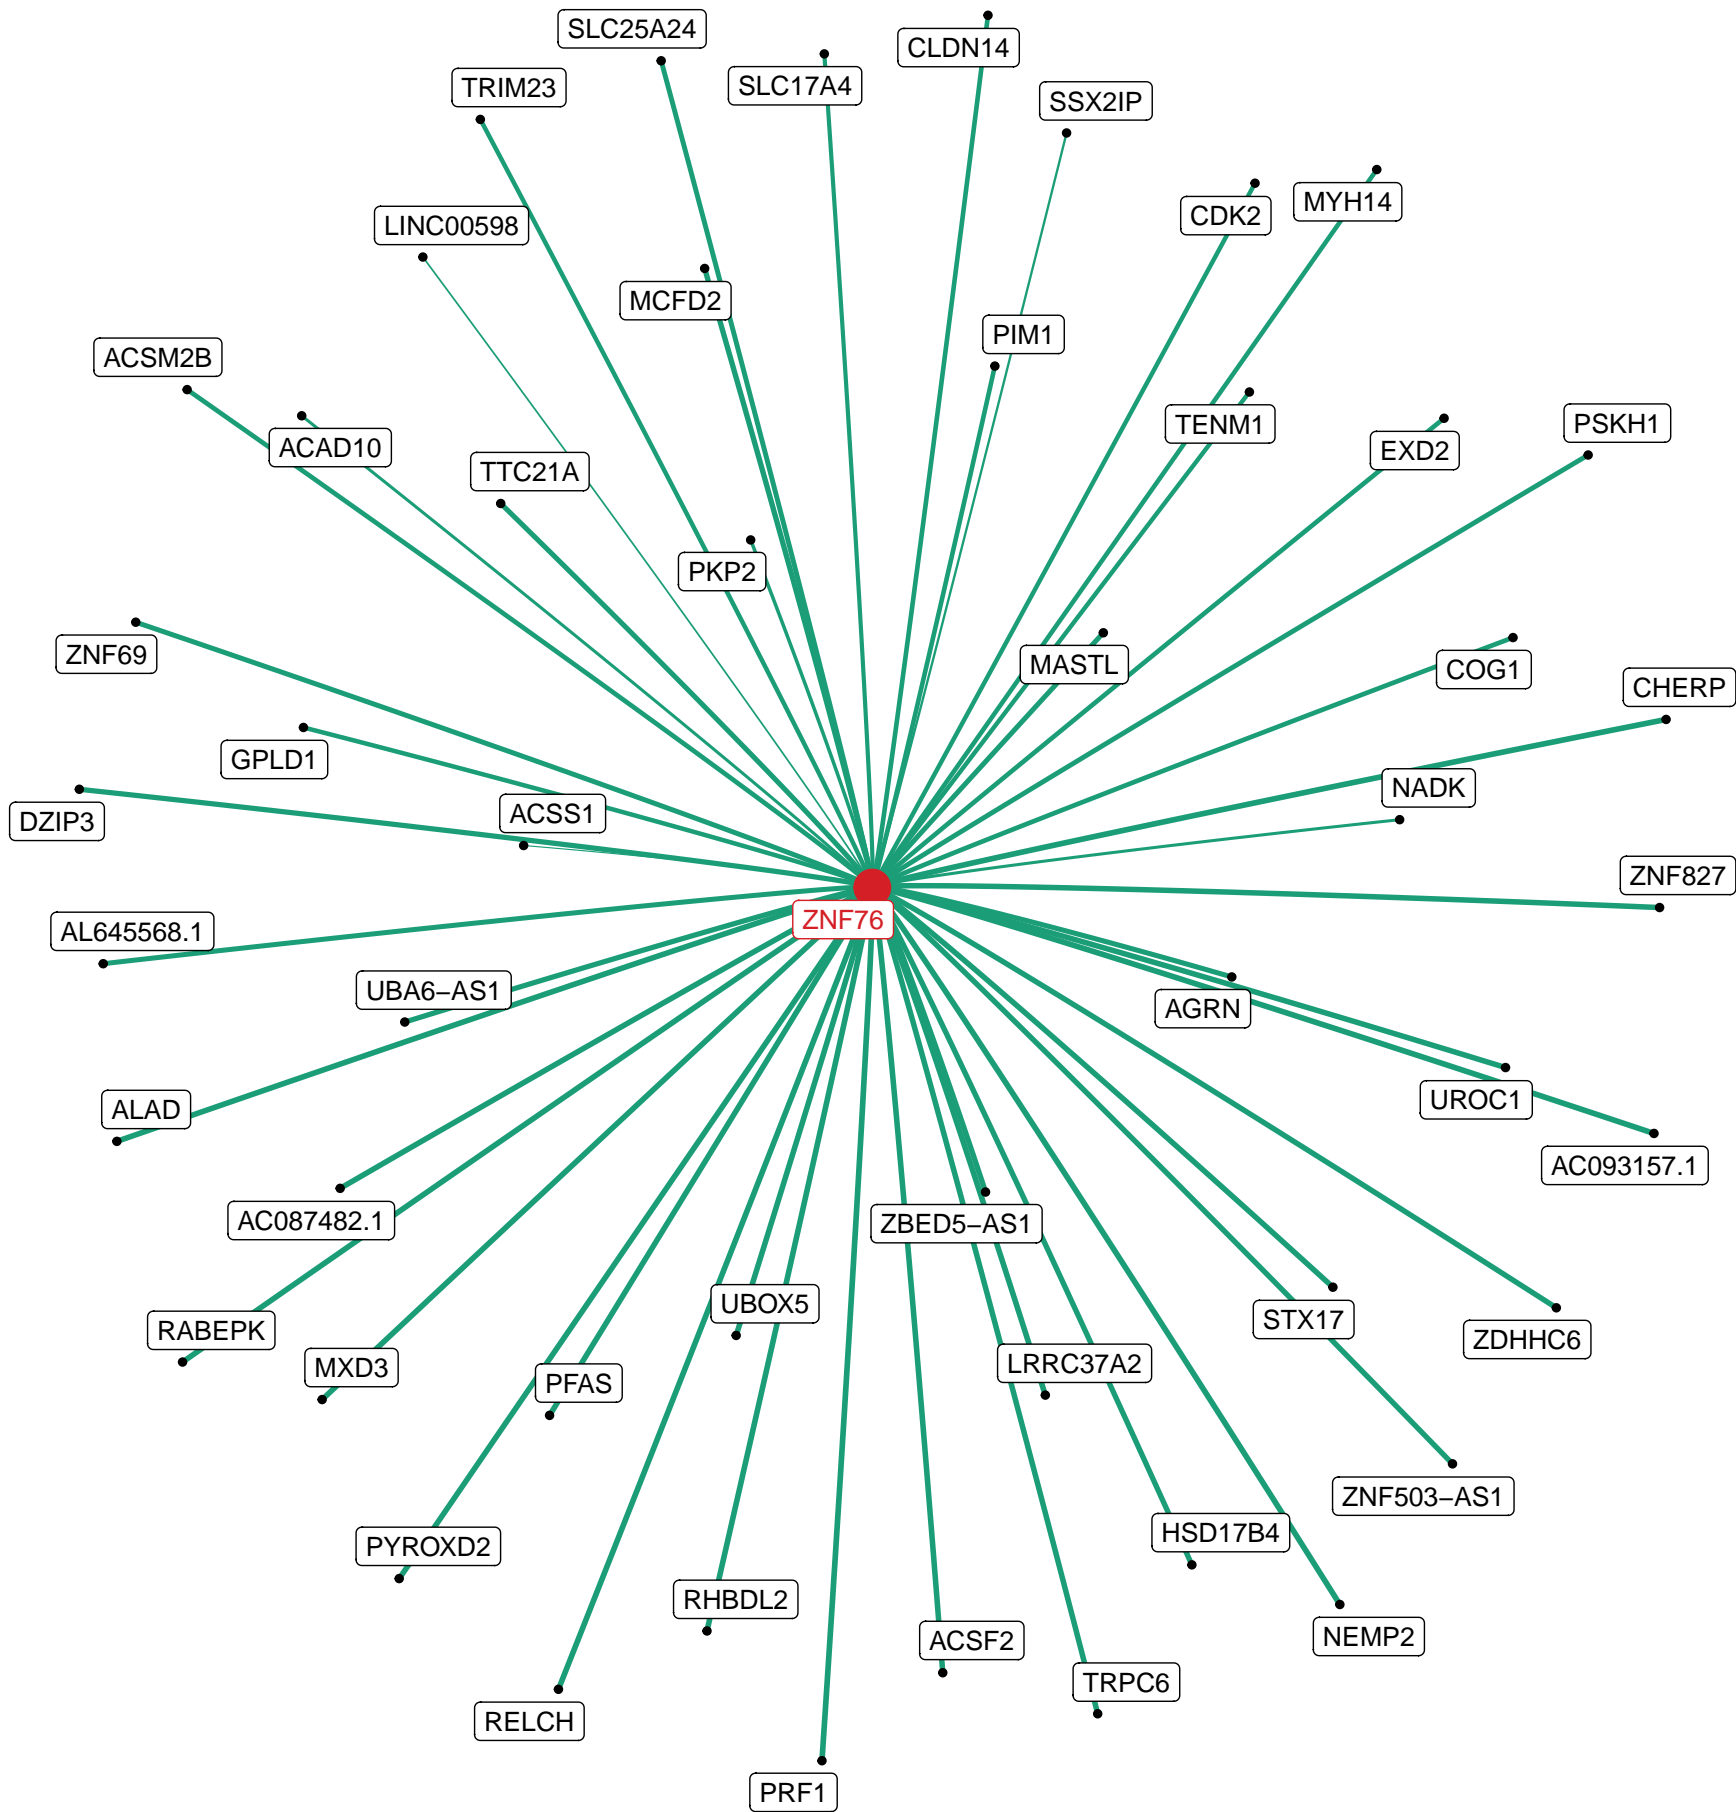 SLC25A24
CLDN14
SLC17A4
TRIM23
SSX2IP
MYH14
CDK2
LINC00598
MCFD2
PIM1
ACSM2B
TENM1
PSKH1
ACAD10
EXD2
TTC21A
PKP2
ZNF69
MASTL
COG1
CHERP
GPLD1
NADK
ACSS1
DZIP3
ZNF827
ZNF76
AL645568.1
UBA6−AS1
AGRN
UROC1
ALAD
AC093157.1
AC087482.1
ZBED5−AS1
UBOX5
STX17
RABEPK
ZDHHC6
LRRC37A2
MXD3
PFAS
ZNF503−AS1
HSD17B4
PYROXD2
RHBDL2
NEMP2
ACSF2
TRPC6
RELCH
PRF1